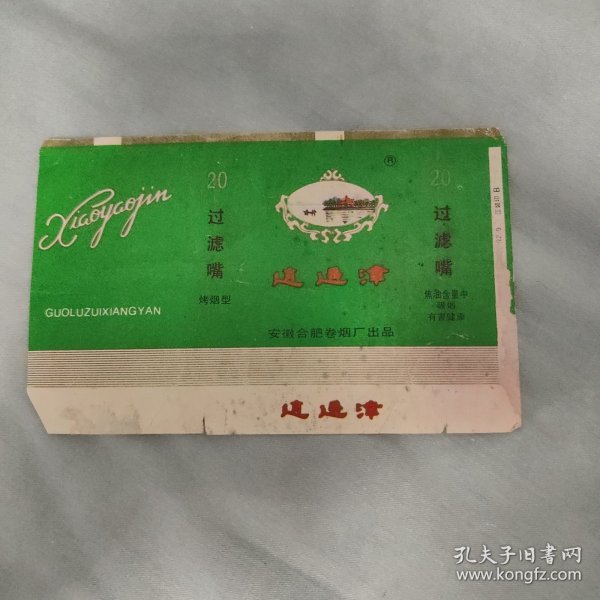 Xiaoyaojin
GUOLUZUIXIANGYAN
20
过滤嘴
烤烟型
®
逍遥津
安徽合肥卷烟厂出品
20
过滤嘴
焦油含量中
吸烟
有害健康
B
逍遥津
孔夫子旧书网
www.kongfz.com